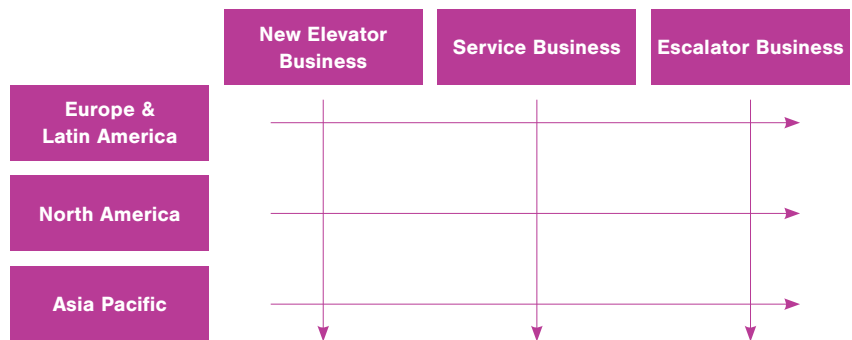 New Elevator
Business
Service Business
Escalator Business
Europe &
Latin America
North America
Asia Pacific